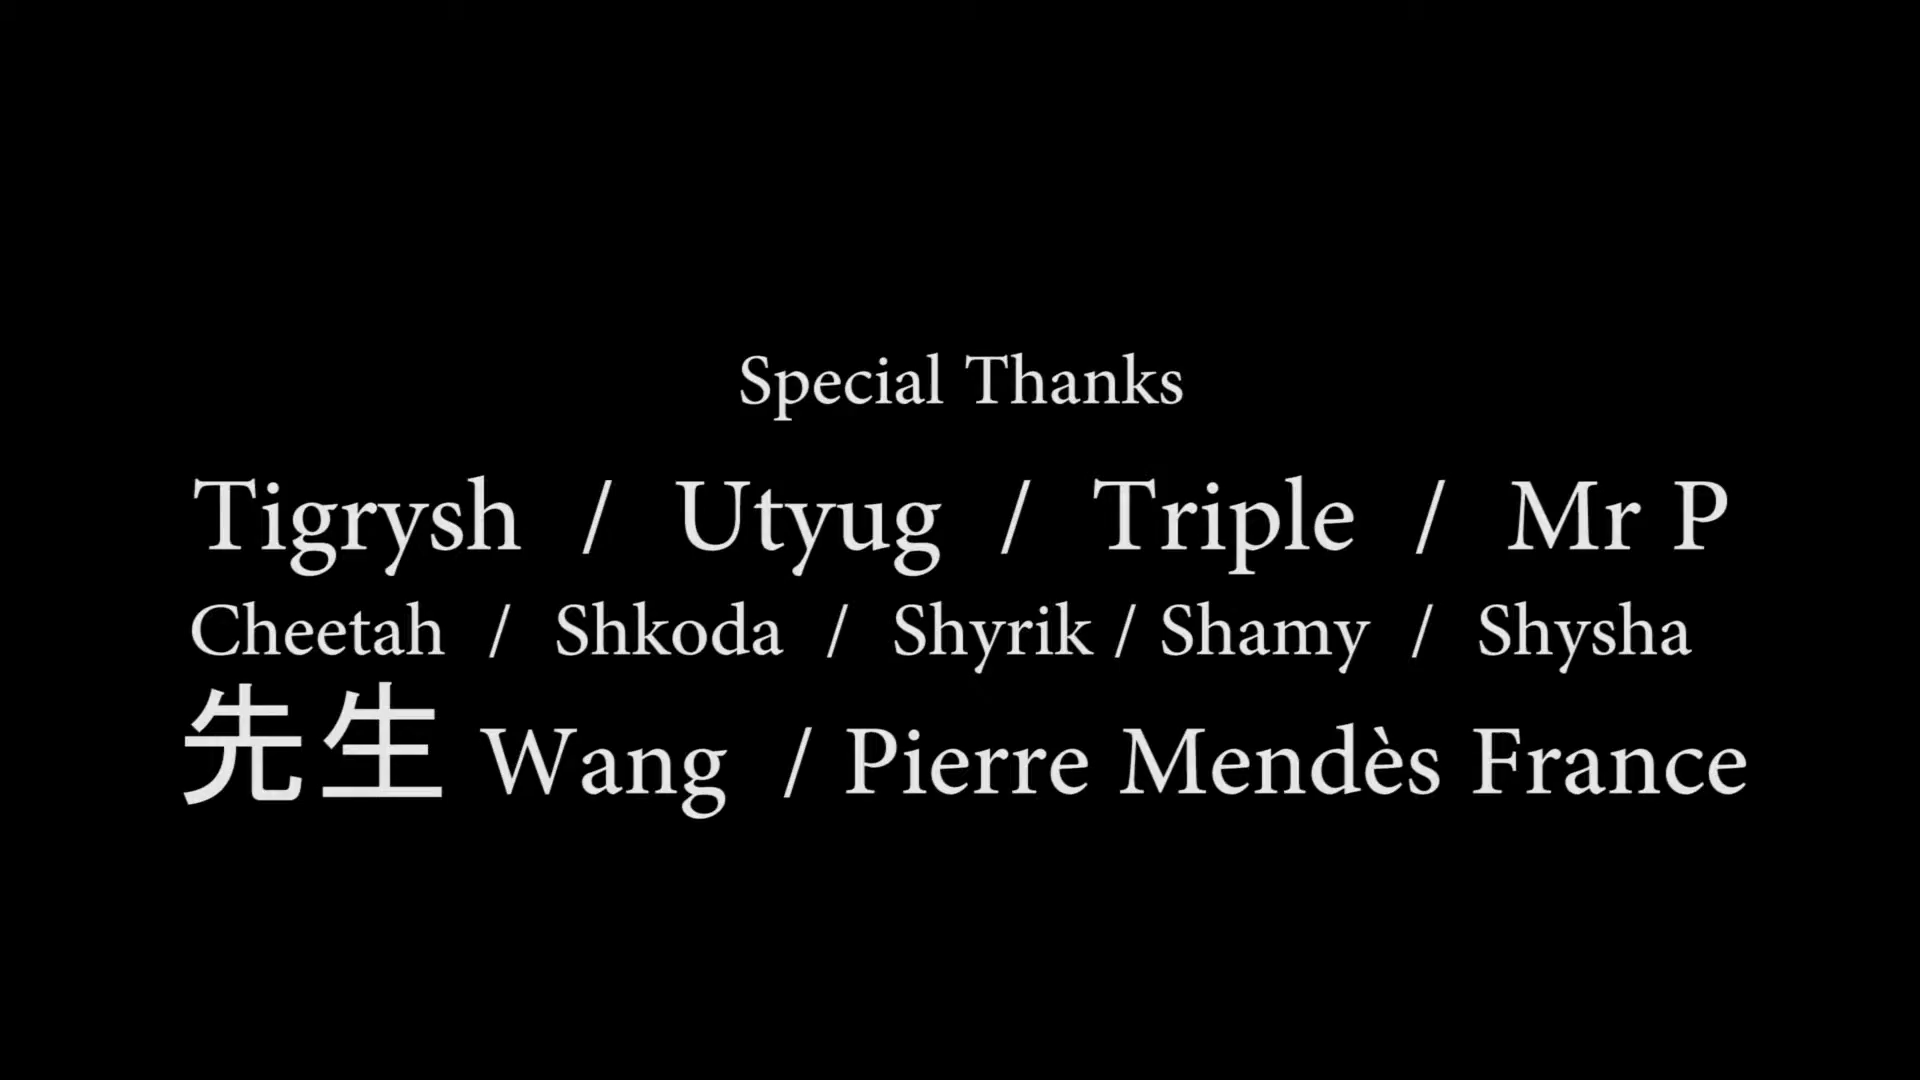 Special Thanks
Tigrysh / Utyug / Triple / Mr P
Cheetah / Shkoda / Shyrik / Shamy / Shysha
先生 Wang / Pierre Mendès France